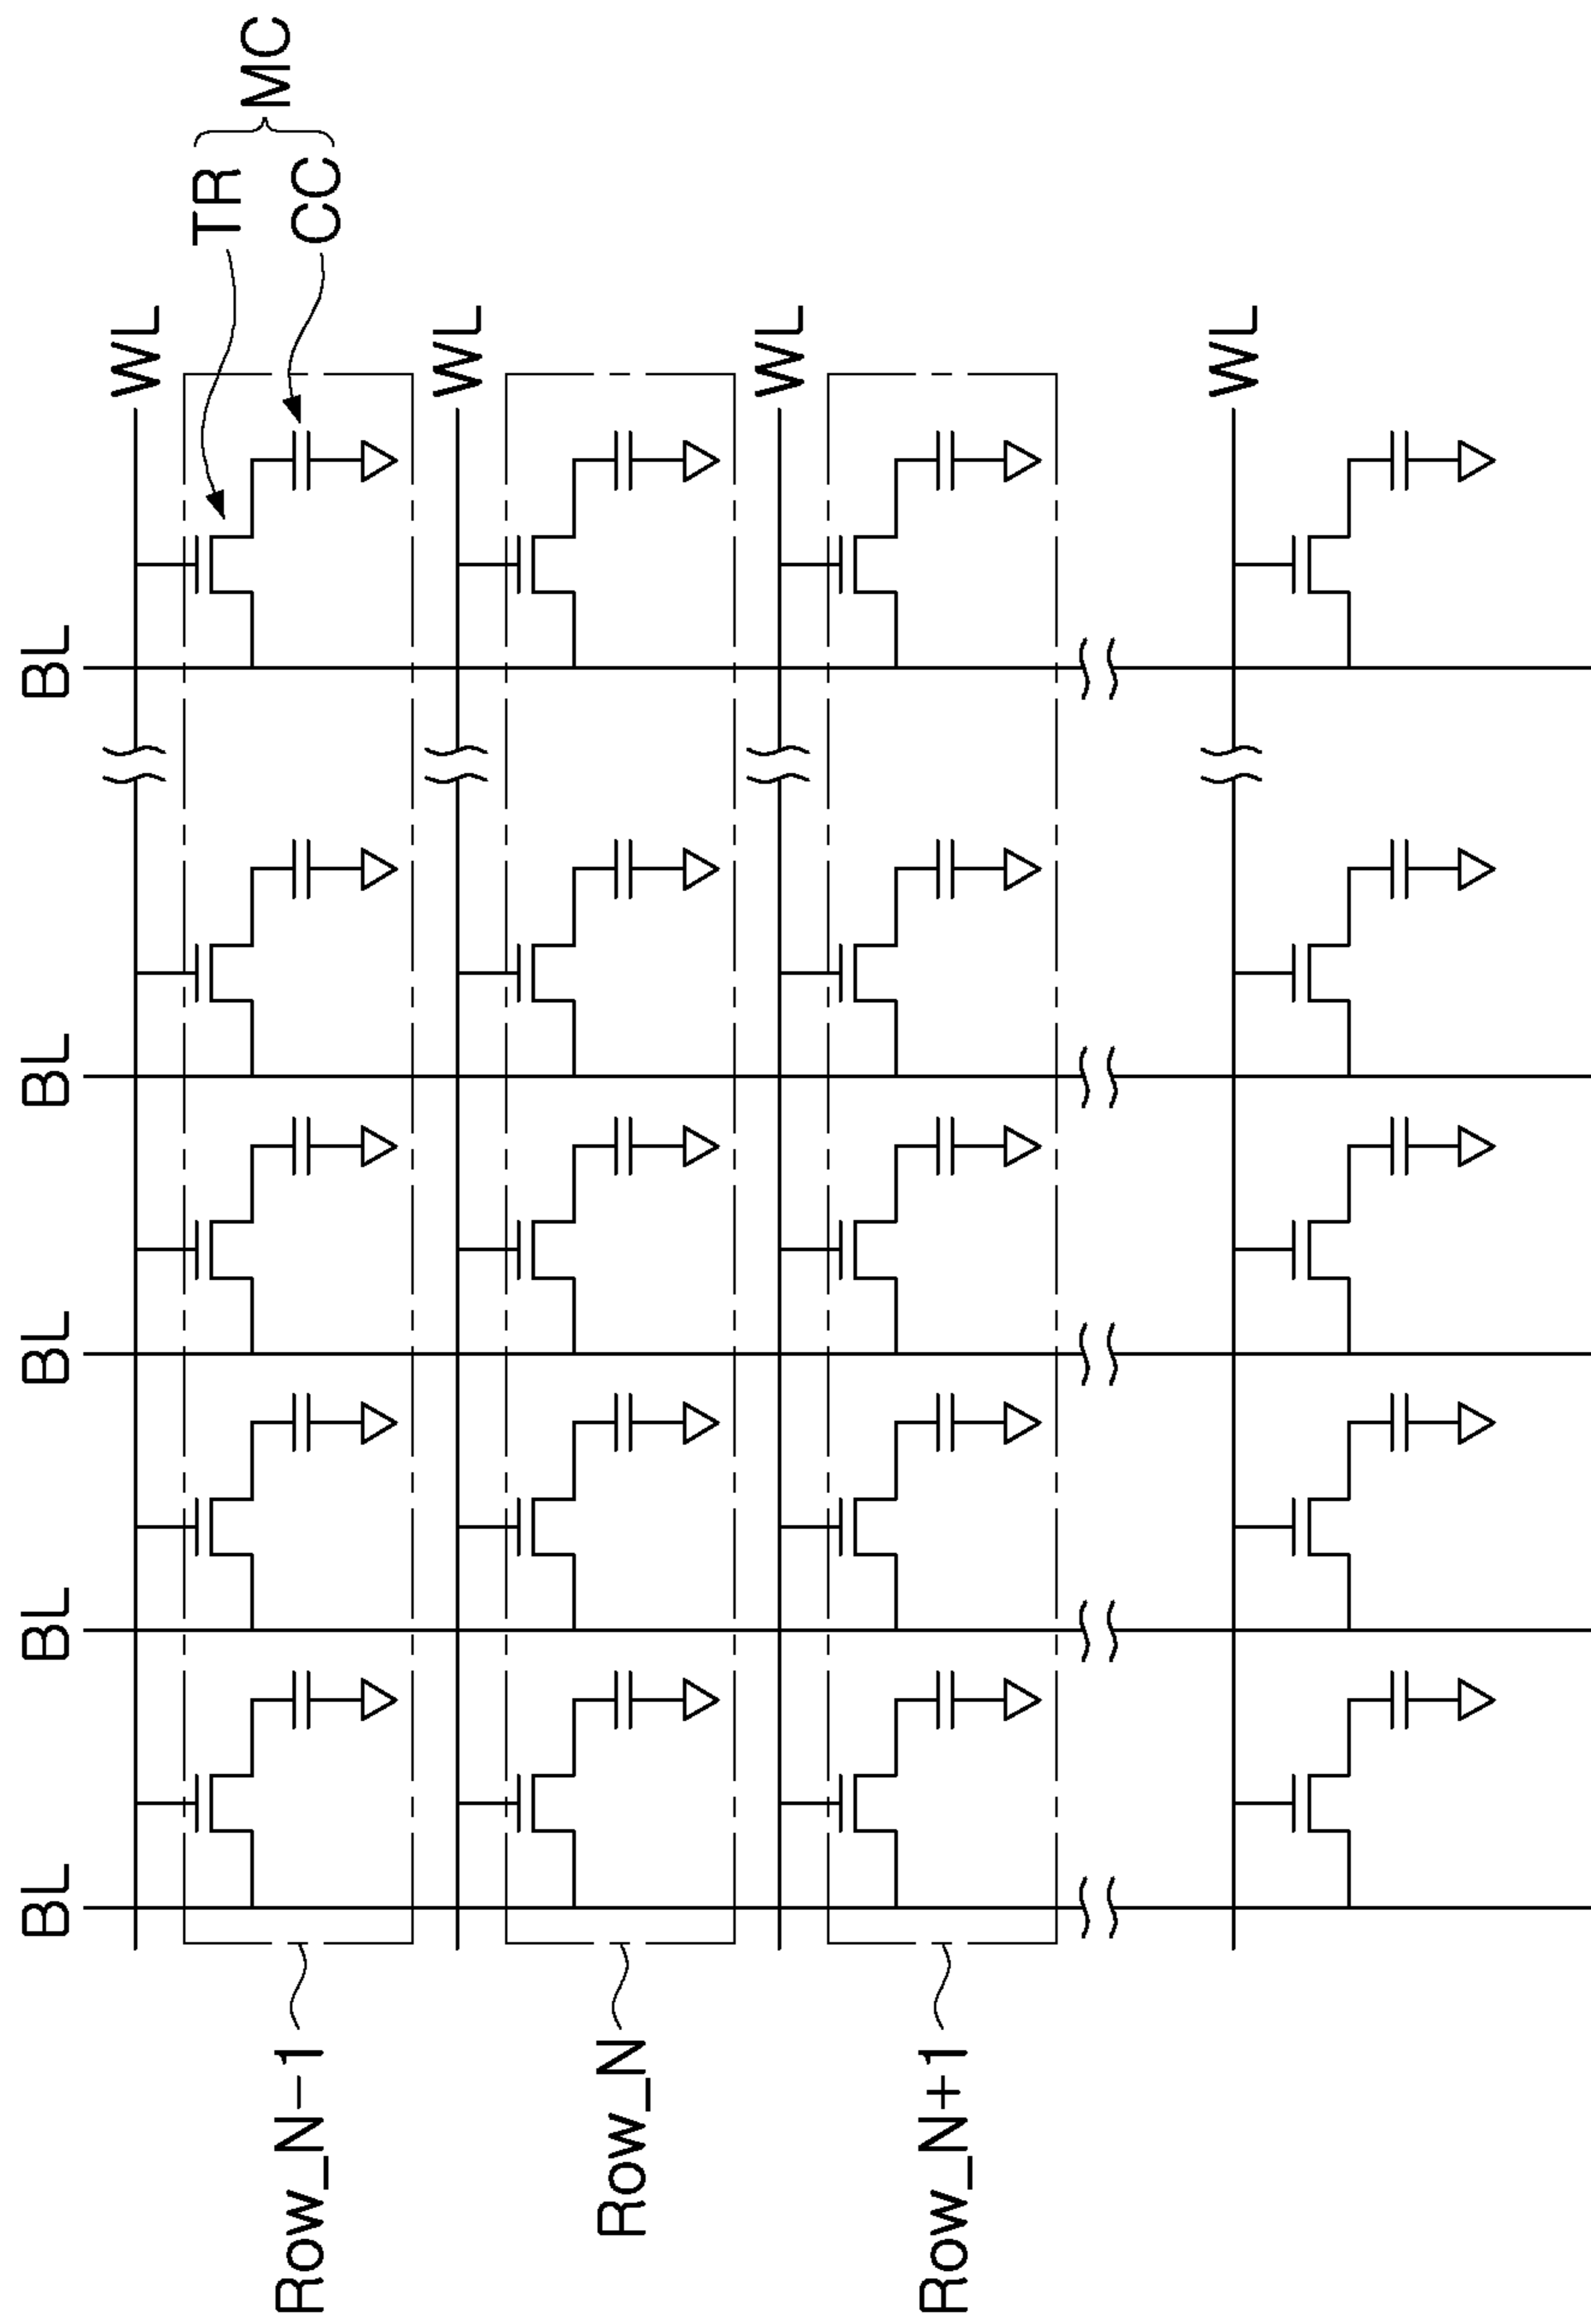 BL BL BL BL BL
WL
TR
CC
MC
Row_N-1
WL
Row_N
WL
Row_N+1
WL